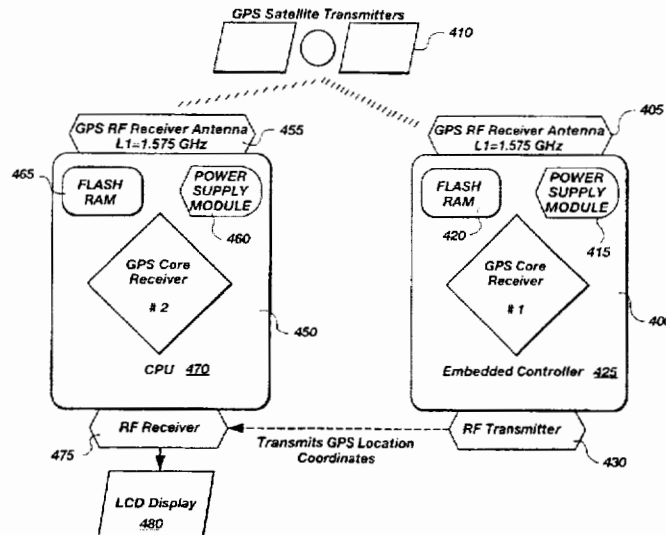 GPS Satellite Transmitters
410
GPS RF Receiver Antenna
L1=1.575 GHz
455
465
FLASH
RAM
POWER
SUPPLY
MODULE
460
GPS Core
Receiver
# 2
450
CPU 470
RF Receiver
475
LCD Display
480
Transmits GPS Location
Coordinates
405
GPS RF Receiver Antenna
L1=1.575 GHz
FLASH
RAM
420
POWER
SUPPLY
MODULE
415
GPS Core
Receiver
# 1
400
Embedded Controller 425
RF Transmitter
430